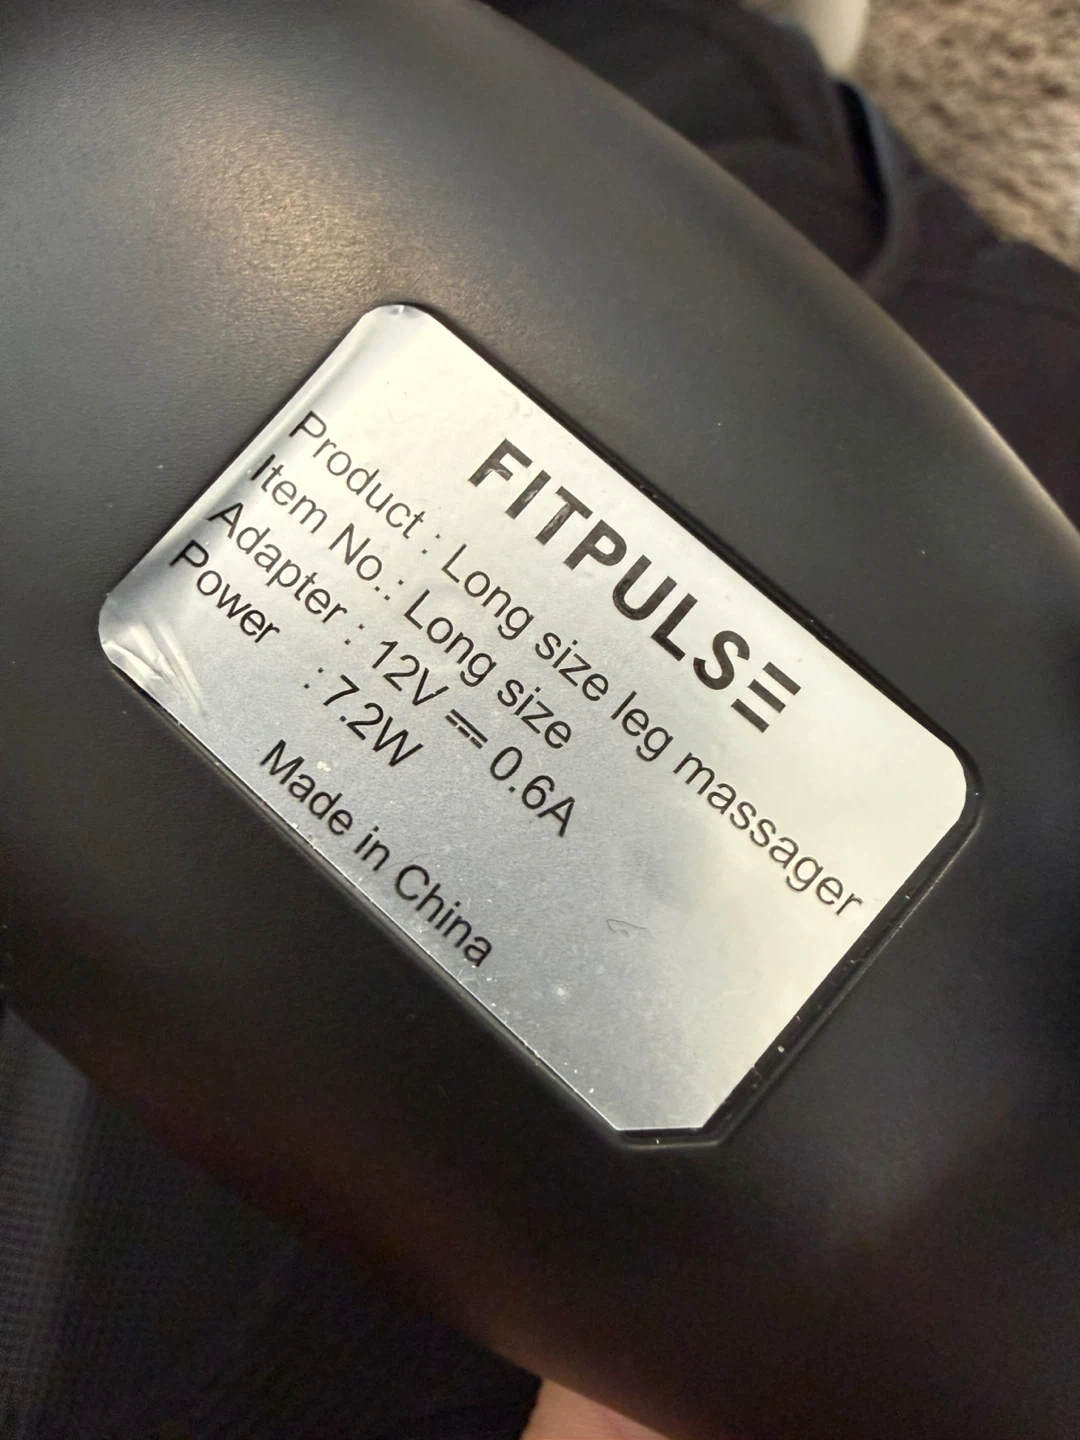 FITPULSE
Product : Long size leg massager
Item No.: Long size
Adapter : 12V ⎓ 0.6A
Power : 7.2W
Made in China